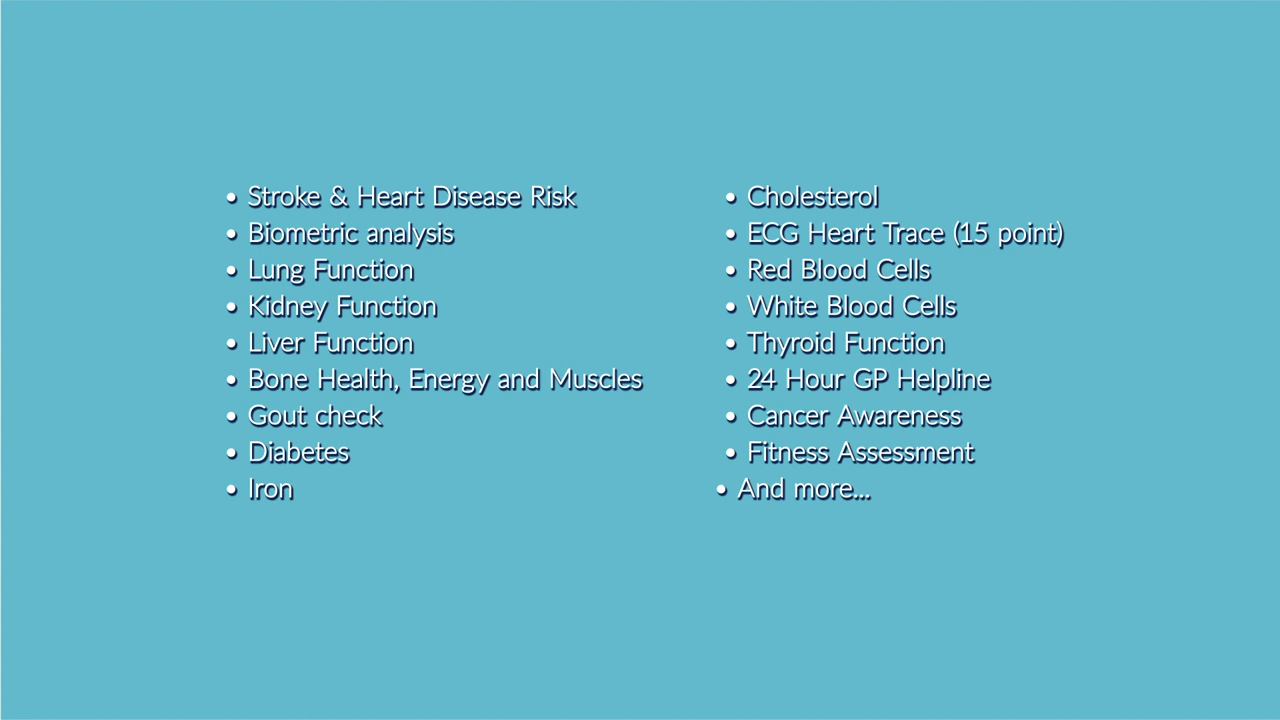 • Stroke & Heart Disease Risk
• Biometric analysis
• Lung Function
• Kidney Function
• Liver Function
• Bone Health, Energy and Muscles
• Gout check
• Diabetes
• Iron
• Cholesterol
• ECG Heart Trace (15 point)
• Red Blood Cells
• White Blood Cells
• Thyroid Function
• 24 Hour GP Helpline
• Cancer Awareness
• Fitness Assessment
• And more...